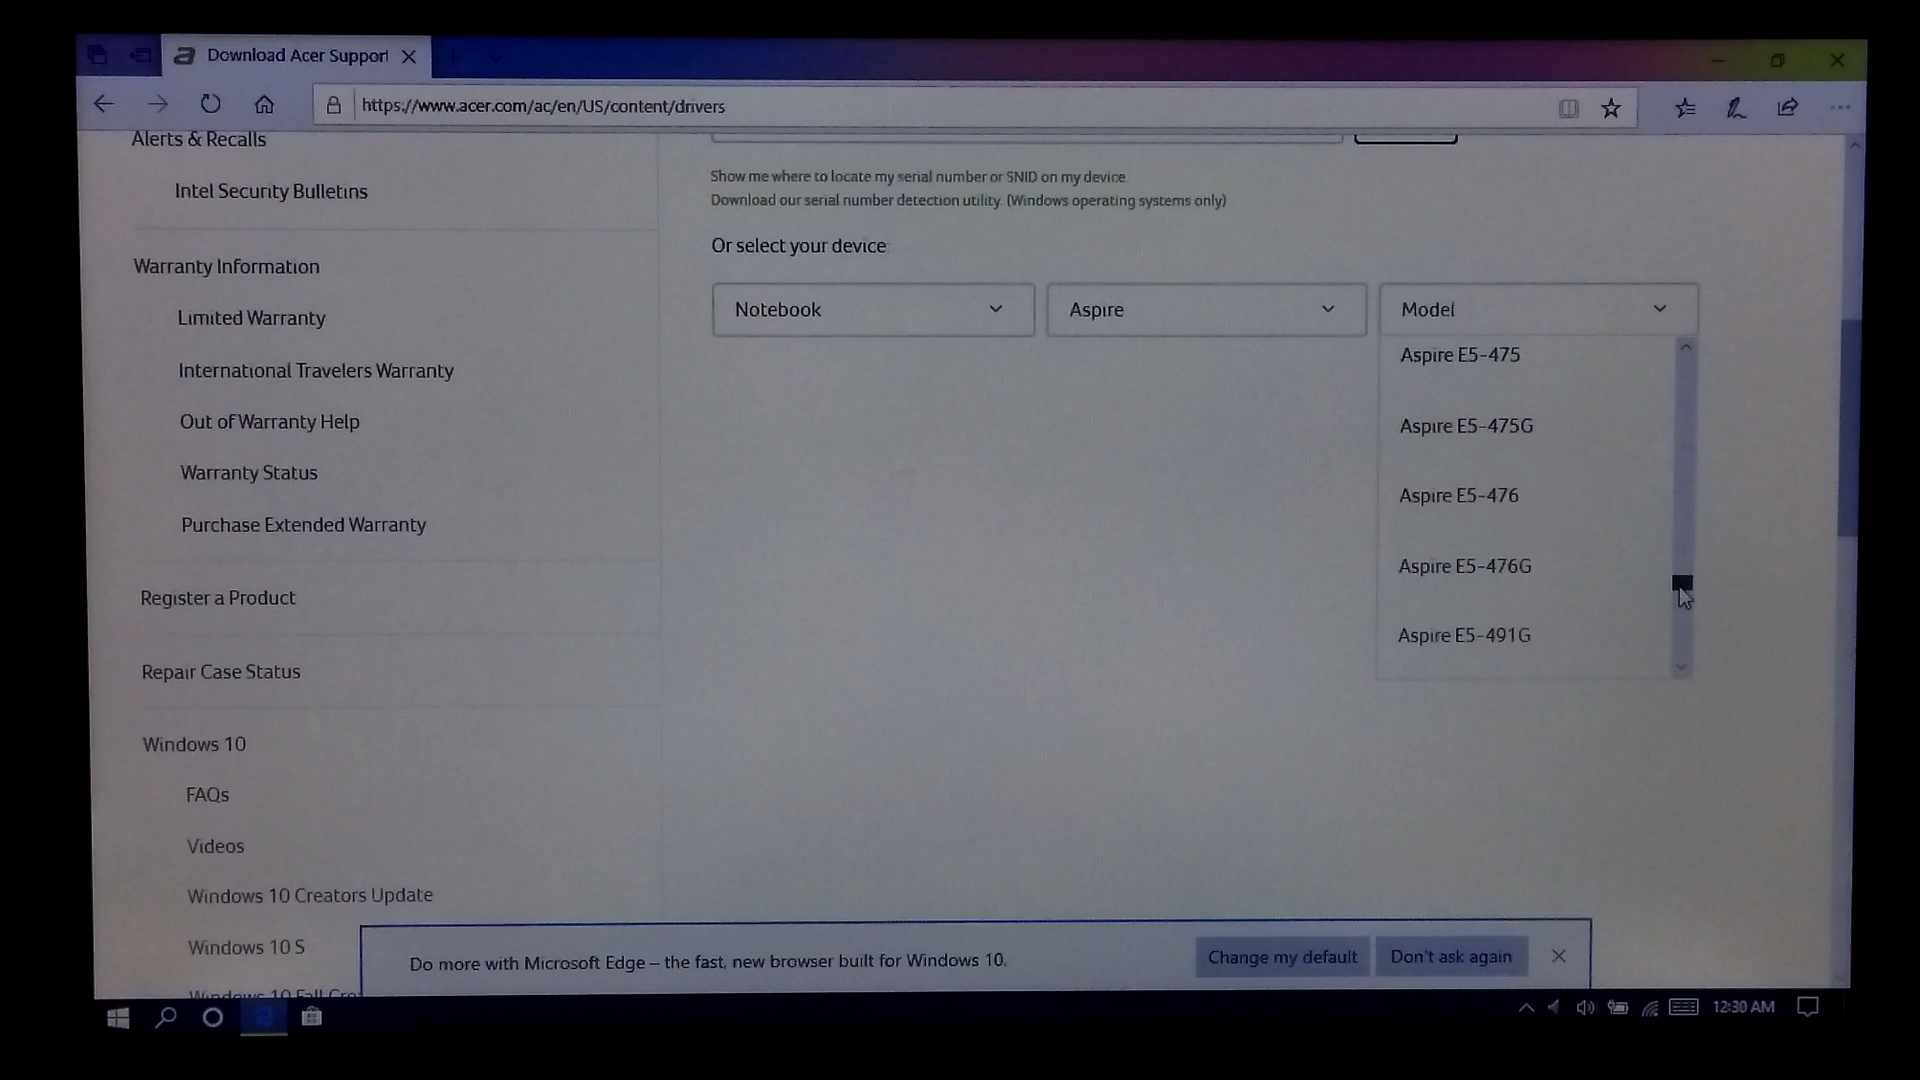 Download Acer Support
https://www.acer.com/ac/en/US/content/drivers
Alerts & Recalls
Intel Security Bulletins
Warranty Information
Limited Warranty
International Travelers Warranty
Out of Warranty Help
Warranty Status
Purchase Extended Warranty
Register a Product
Repair Case Status
Windows 10
FAQs
Videos
Windows 10 Creators Update
Windows 10 S
Windows 10 Fall Cre
Show me where to locate my serial number or SNID on my device.
Download our serial number detection utility. (Windows operating systems only)
Or select your device
Notebook
Aspire
Model
Aspire E5-475
Aspire E5-475G
Aspire E5-476
Aspire E5-476G
Aspire E5-491G
Do more with Microsoft Edge – the fast, new browser built for Windows 10.
Change my default
Don't ask again
12:30 AM